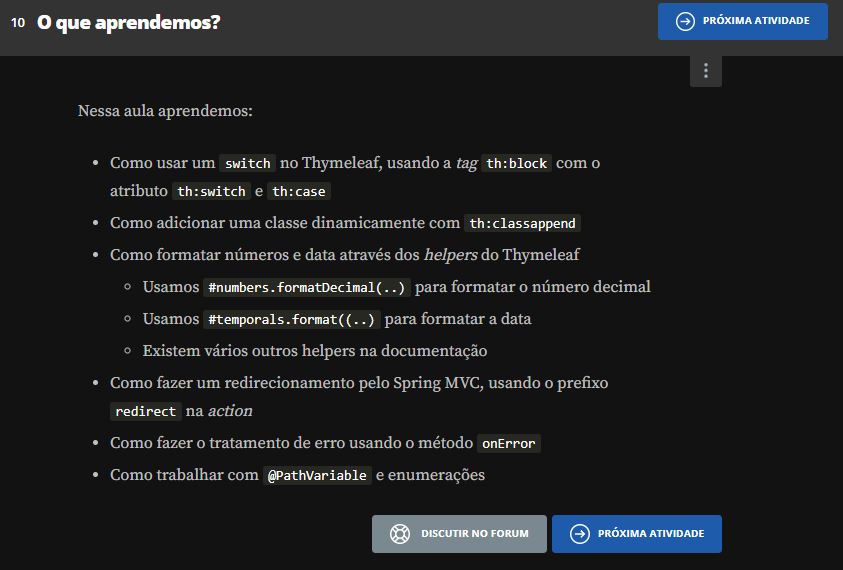 10 O que aprendemos?
PRÓXIMA ATIVIDADE
Nessa aula aprendemos:
• Como usar um switch no Thymeleaf, usando a tag th:block com o
atributo th:switch e th:case
• Como adicionar uma classe dinamicamente com th:classappend
• Como formatar números e data através dos helpers do Thymeleaf
◦ Usamos #numbers.formatDecimal(..) para formatar o número decimal
◦ Usamos #temporals.format((..) para formatar a data
◦ Existem vários outros helpers na documentação
• Como fazer um redirecionamento pelo Spring MVC, usando o prefixo
redirect na action
• Como fazer o tratamento de erro usando o método onError
• Como trabalhar com @PathVariable e enumerações
DISCUTIR NO FORUM
PRÓXIMA ATIVIDADE